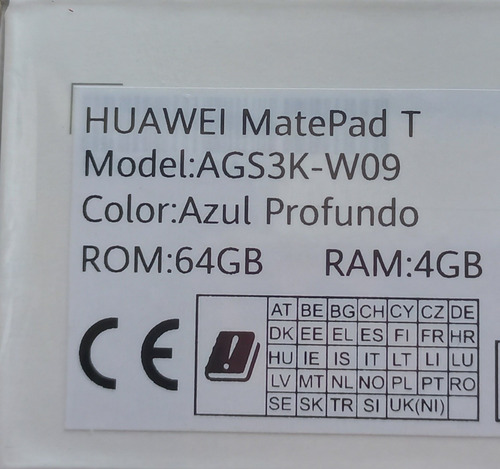 HUAWEI MatePad T
Model:AGS3K-W09
Color:Azul Profundo
ROM:64GB RAM:4GB
CE
AT BE BG CH CY CZ DE
DK EE EL ES FI FR HR
HU IE IS IT LT LI LU
LV MT NL NO PL PT RO
SE SK TR SI UK(NI)